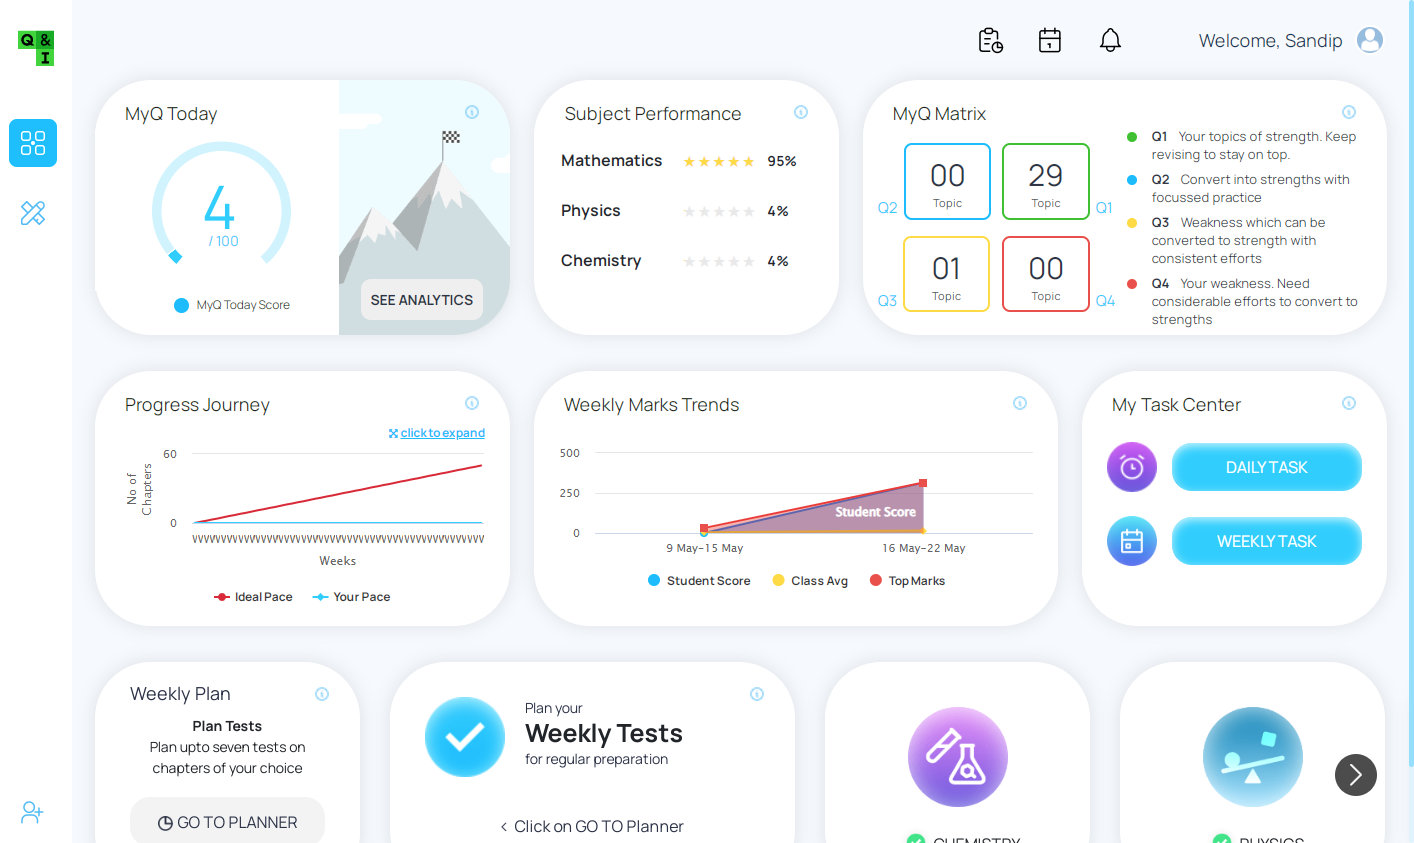 Q &
I
Welcome, Sandip
MyQ Today
4
/ 100
MyQ Today Score
SEE ANALYTICS
Subject Performance
Mathematics 95%
Physics 4%
Chemistry 4%
MyQ Matrix
Q2
00
Topic
29
Topic
Q1
Q3
01
Topic
00
Topic
Q4
Q1 Your topics of strength. Keep
revising to stay on top.
Q2 Convert into strengths with
focussed practice
Q3 Weakness which can be
converted to strength with
consistent efforts
Q4 Your weakness. Need
considerable efforts to convert to
strengths
Progress Journey
click to expand
No of
Chapters
60
0
Weeks
Ideal Pace Your Pace
Weekly Marks Trends
500
250
0
Student Score
9 May-15 May 16 May-22 May
Student Score Class Avg Top Marks
My Task Center
DAILY TASK
WEEKLY TASK
Weekly Plan
Plan Tests
Plan upto seven tests on
chapters of your choice
GO TO PLANNER
Plan your
Weekly Tests
for regular preparation
< Click on GO TO Planner
CHEMISTRY
PHYSICS